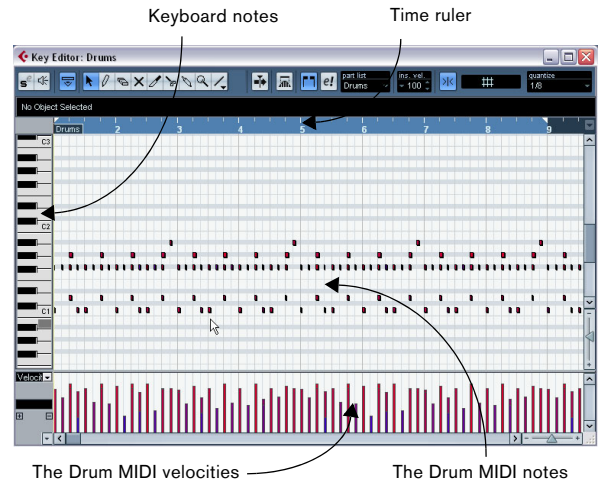 Keyboard notes
Time ruler
Key Editor: Drums
part list
Drums
ins. vel.
100
quantize
1/8
No Object Selected
Drums 2 3 4 5 6 7 8 9
C3
C2
C1
The Drum MIDI velocities
The Drum MIDI notes